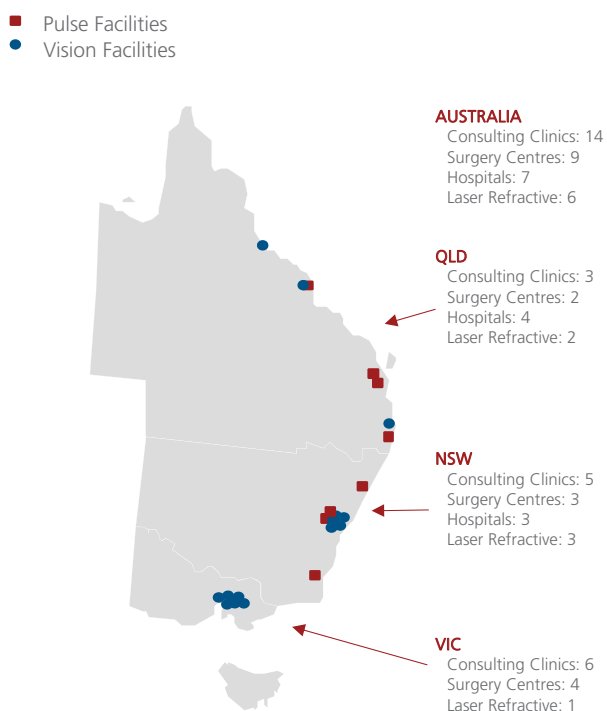 Pulse Facilities
Vision Facilities
AUSTRALIA
Consulting Clinics: 14
Surgery Centres: 9
Hospitals: 7
Laser Refractive: 6
QLD
Consulting Clinics: 3
Surgery Centres: 2
Hospitals: 4
Laser Refractive: 2
NSW
Consulting Clinics: 5
Surgery Centres: 3
Hospitals: 3
Laser Refractive: 3
VIC
Consulting Clinics: 6
Surgery Centres: 4
Laser Refractive: 1